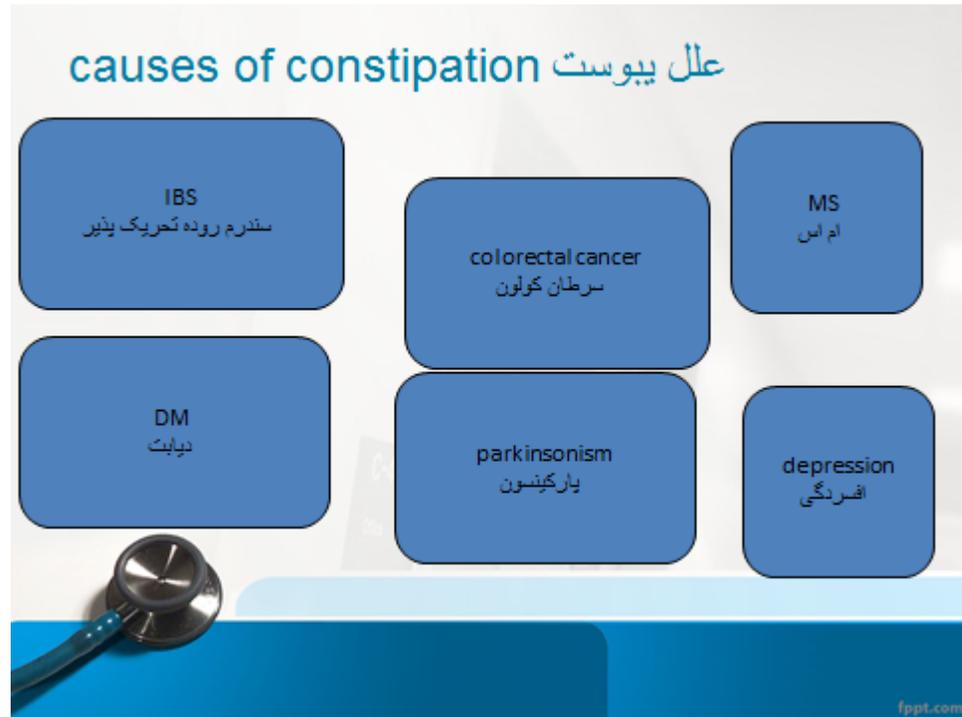 causes of constipation علل یبوست
IBS
سندرم روده تحریک پذیر
colorectal cancer
سرطان کولون
MS
ام اس
DM
دیابت
parkinsonism
پارکینسون
depression
افسردگی
fppt.com